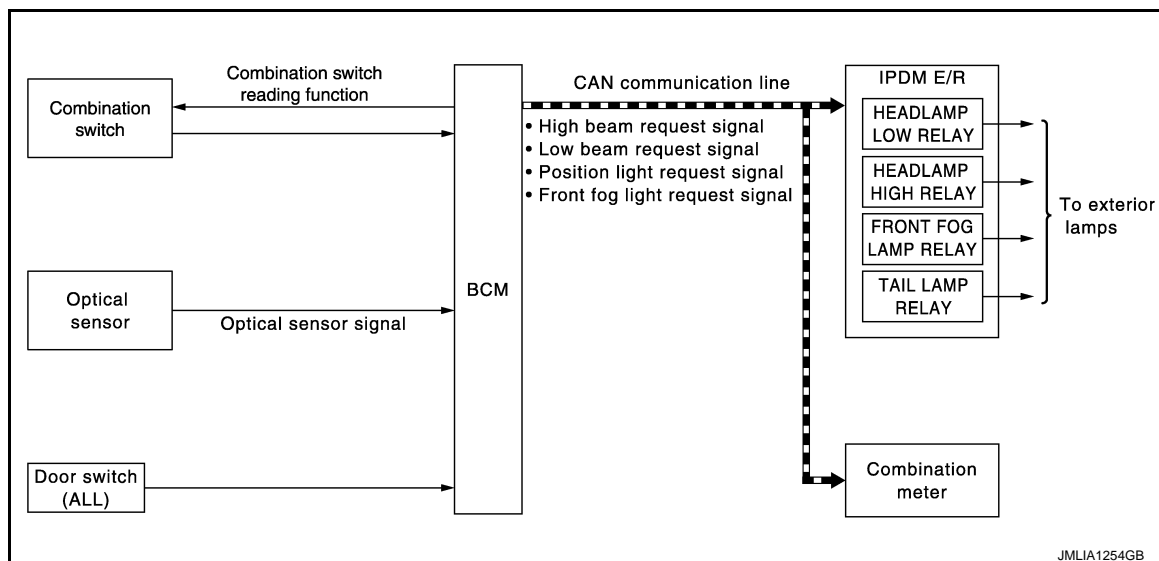 Combination
switch
Combination switch
reading function
Optical
sensor
Optical sensor signal
Door switch
(ALL)
BCM
CAN communication line
• High beam request signal
• Low beam request signal
• Position light request signal
• Front fog light request signal
IPDM E/R
HEADLAMP
LOW RELAY
HEADLAMP
HIGH RELAY
FRONT FOG
LAMP RELAY
TAIL LAMP
RELAY
To exterior
lamps
Combination
meter
JMLIA1254GB